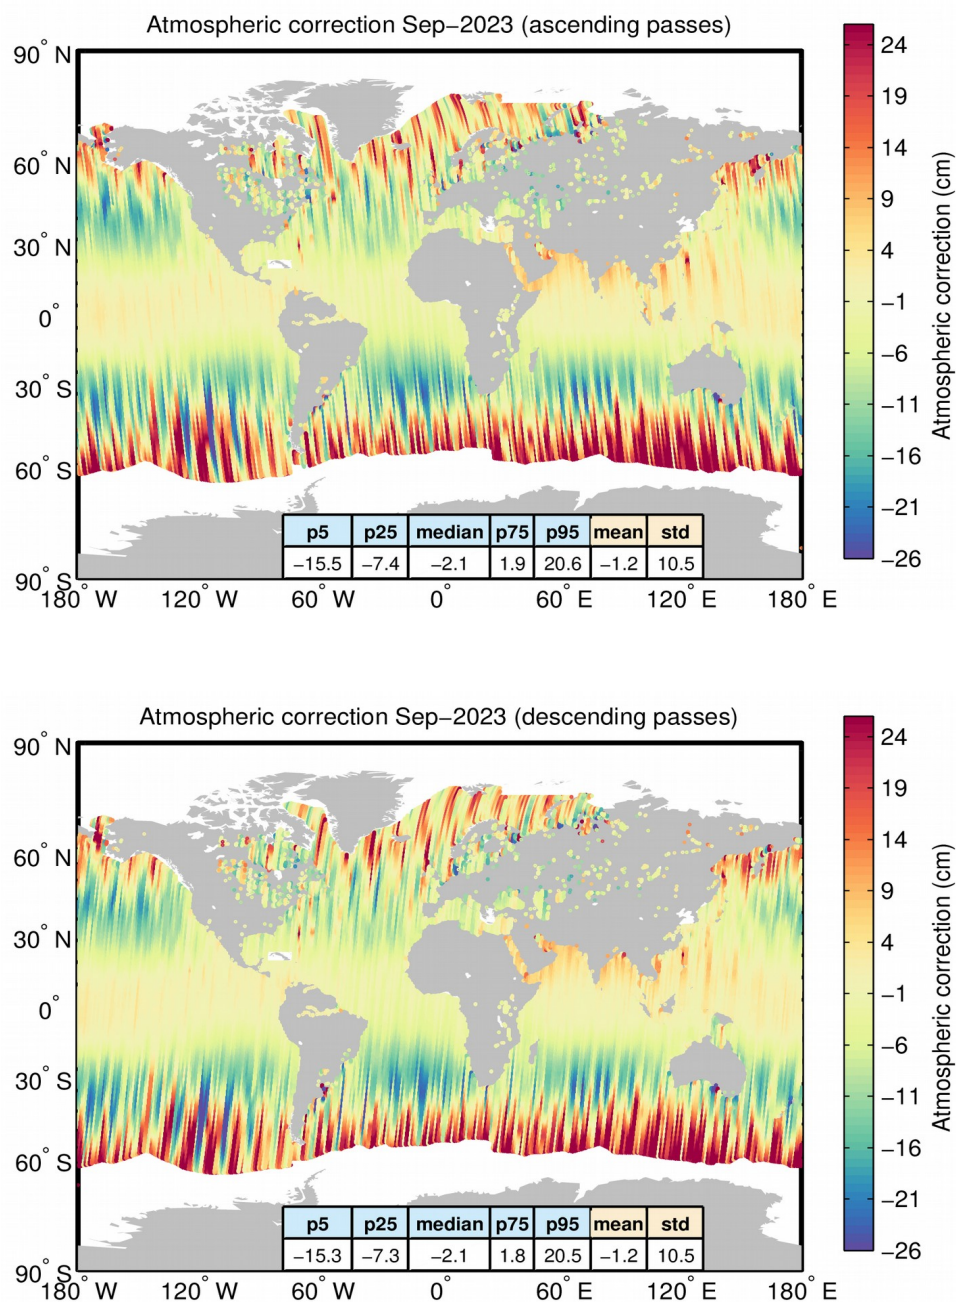 Atmospheric correction Sep−2023 (ascending passes)
90° N
60° N
30° N
0°
30° S
60° S
90° S
180° W 120° W 60° W 0° 60° E 120° E 180° E
p5 p25 median p75 p95 mean std
−15.5 −7.4 −2.1 1.9 20.6 −1.2 10.5
24
19
14
9
4
−1
−6
−11
−16
−21
−26
Atmospheric correction (cm)
Atmospheric correction Sep−2023 (descending passes)
90° N
60° N
30° N
0°
30° S
60° S
90° S
180° W 120° W 60° W 0° 60° E 120° E 180° E
p5 p25 median p75 p95 mean std
−15.3 −7.3 −2.1 1.8 20.5 −1.2 10.5
24
19
14
9
4
−1
−6
−11
−16
−21
−26
Atmospheric correction (cm)